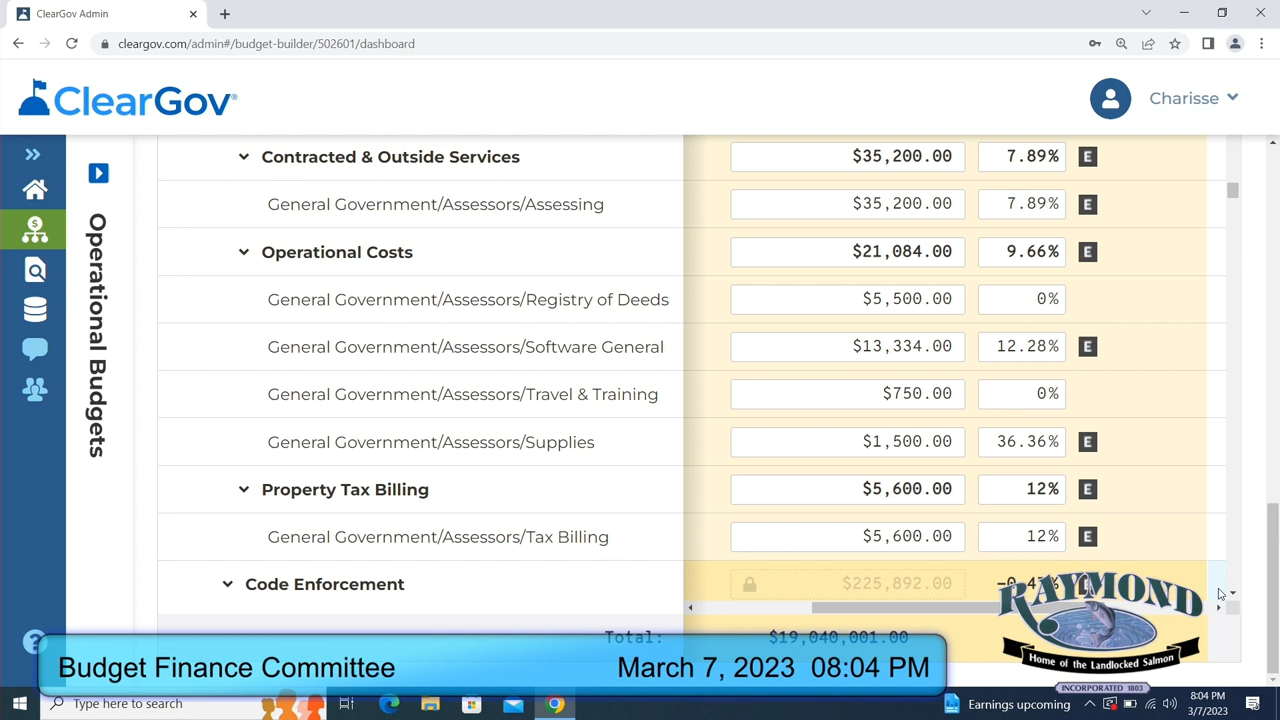 ClearGov Admin
cleargov.com/admin#/budget-builder/502601/dashboard
ClearGov®
Charisse
Operational Budgets
Contracted & Outside Services $35,200.00 7.89% E
General Government/Assessors/Assessing $35,200.00 7.89% E
Operational Costs $21,084.00 9.66% E
General Government/Assessors/Registry of Deeds $5,500.00 0%
General Government/Assessors/Software General $13,334.00 12.28% E
General Government/Assessors/Travel & Training $750.00 0%
General Government/Assessors/Supplies $1,500.00 36.36% E
Property Tax Billing $5,600.00 12% E
General Government/Assessors/Tax Billing $5,600.00 12% E
Code Enforcement $225,892.00
Total: $19,040,001.00
RAYMOND
Home of the Landlocked Salmon
INCORPORATED 1803
Budget Finance Committee March 7, 2023 08:04 PM
Type here to search
Earnings upcoming
8:04 PM
3/7/2023